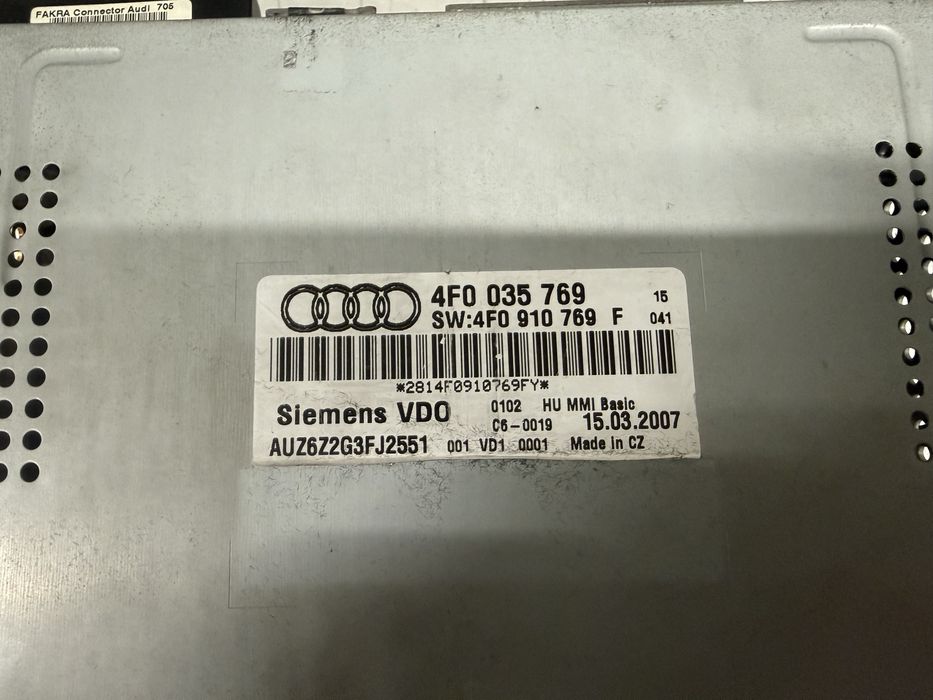 FAKRA Connector Audi 705
4F0 035 769 15
SW:4F0 910 769 F 041
*2814F0910769FY*
Siemens VDO 0102 HU MMI Basic
C6-0019 15.03.2007
AUZ6Z2G3FJ2551 001 VD1 0001 Made in CZ